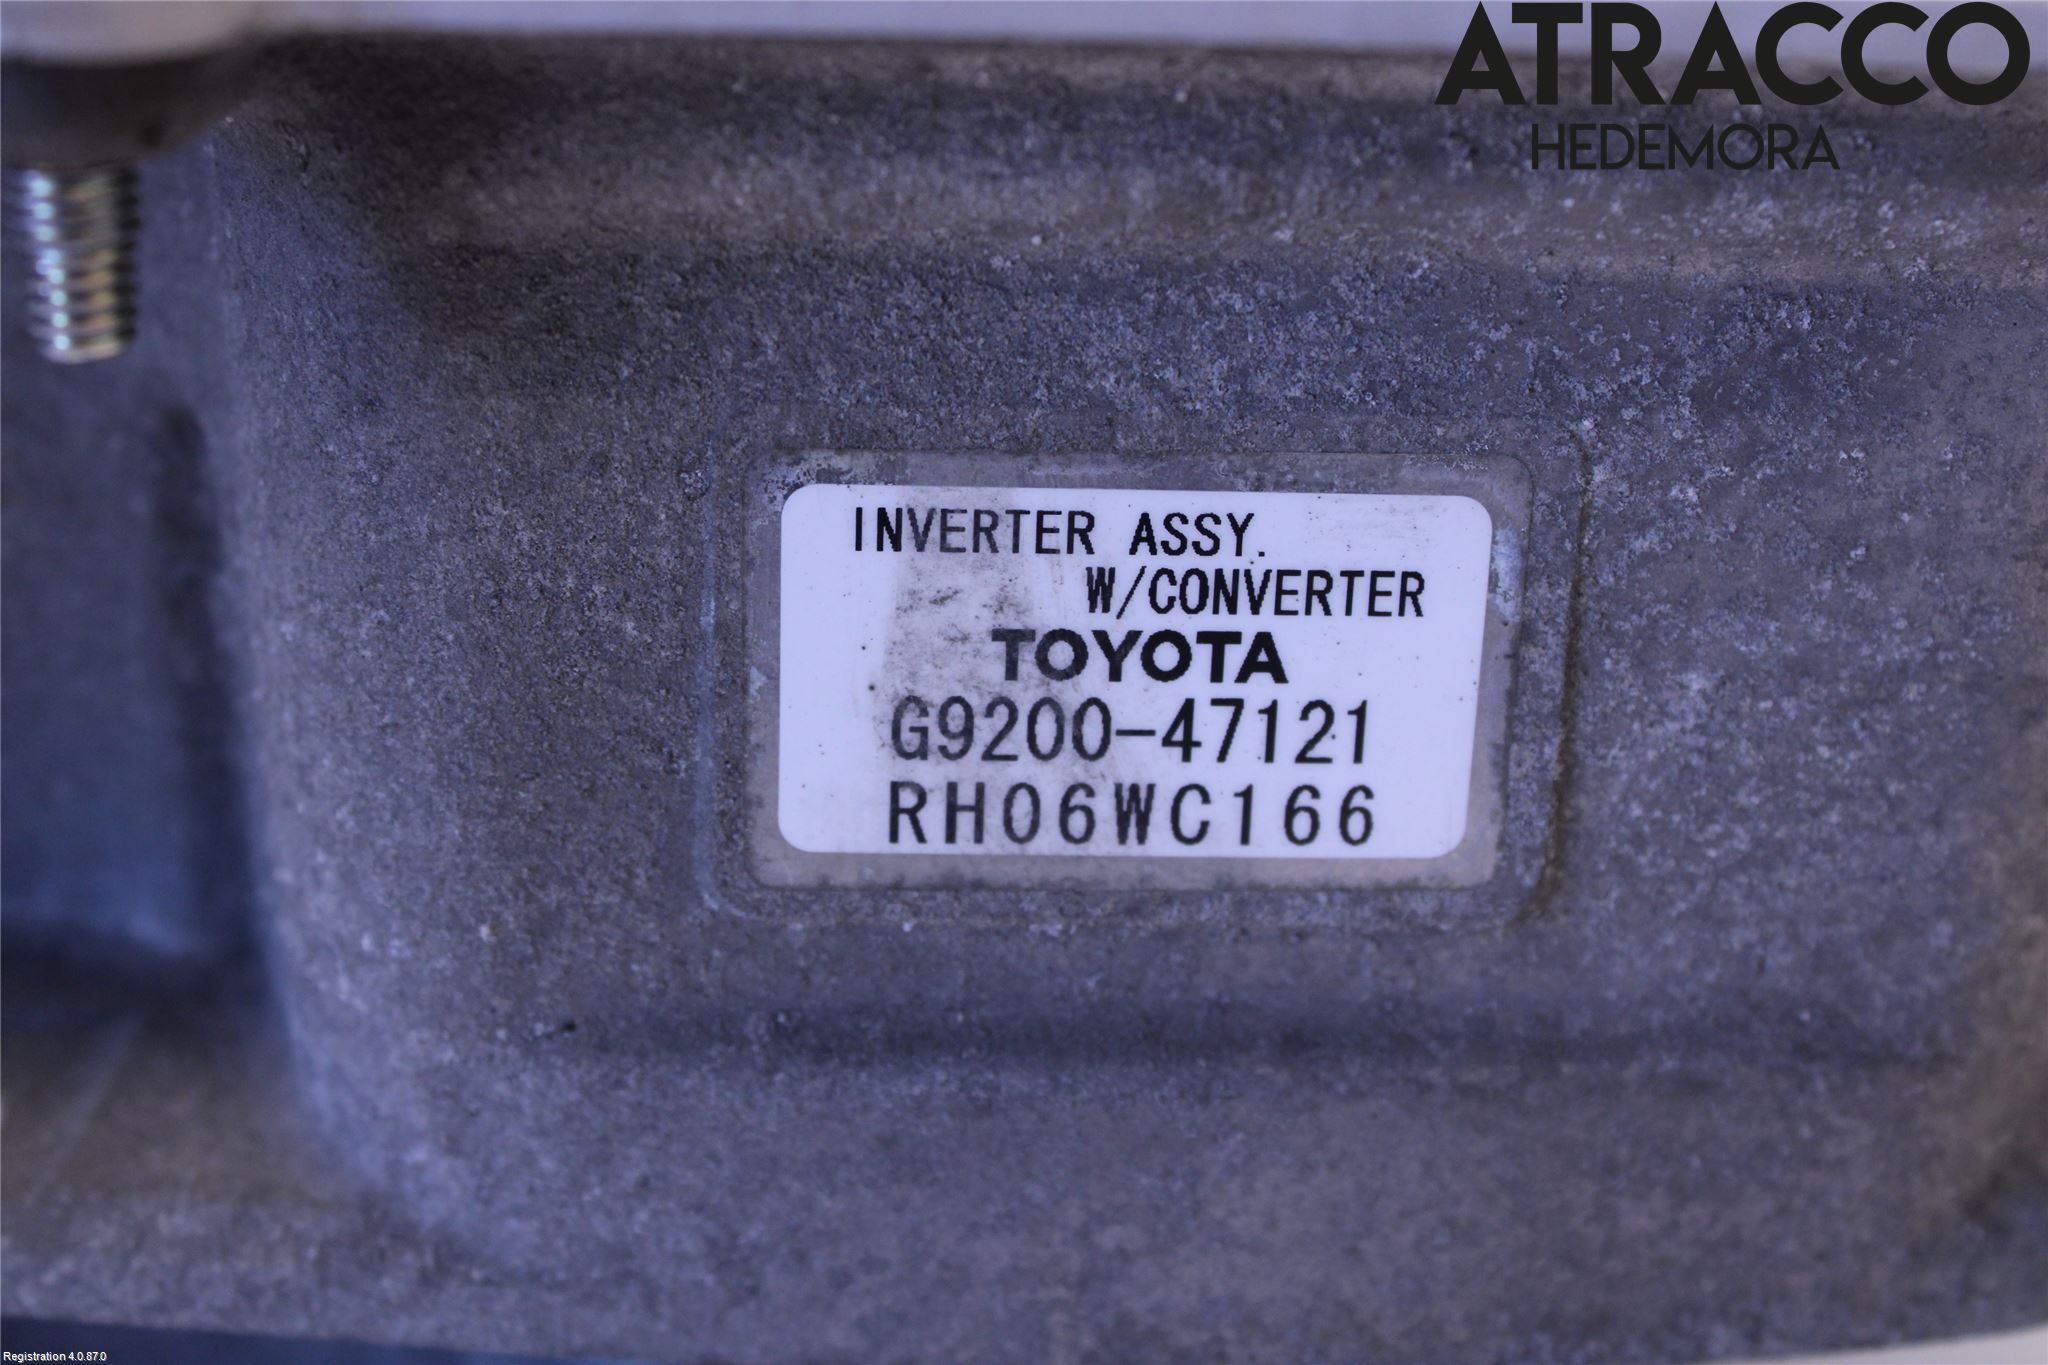 ATRACCO
HEDEMORA
INVERTER ASSY.
W/CONVERTER
TOYOTA
G9200-47121
RH06WC166
Registration 4.0.87.0